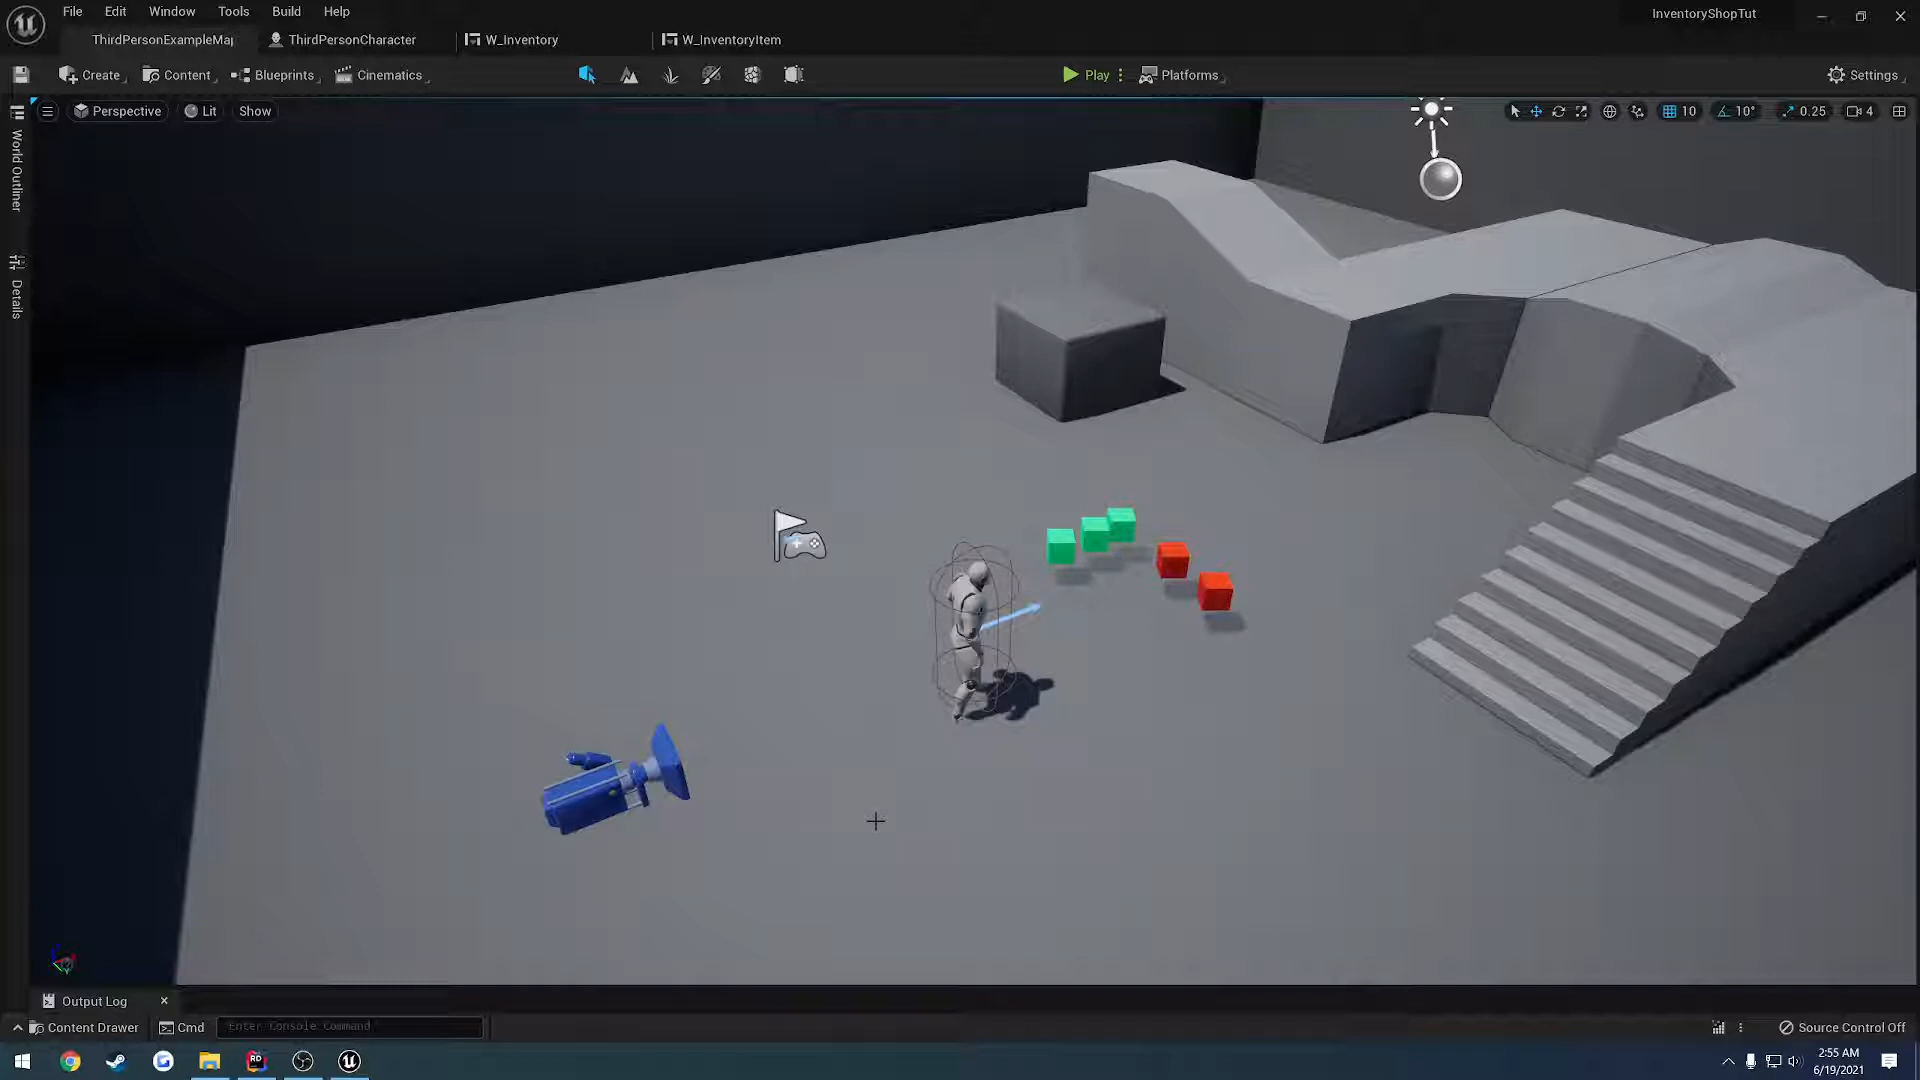 File Edit Window Tools Build Help
InventoryShopTut
ThirdPersonExampleMap ThirdPersonCharacter W_Inventory W_InventoryItem
Create Content Blueprints Cinematics Play Platforms Settings
Perspective Lit Show 10 10° 0.25 4
World Outliner
Details
Output Log
Content Drawer Cmd Enter Console Command Source Control Off
RD
2:55 AM
6/19/2021